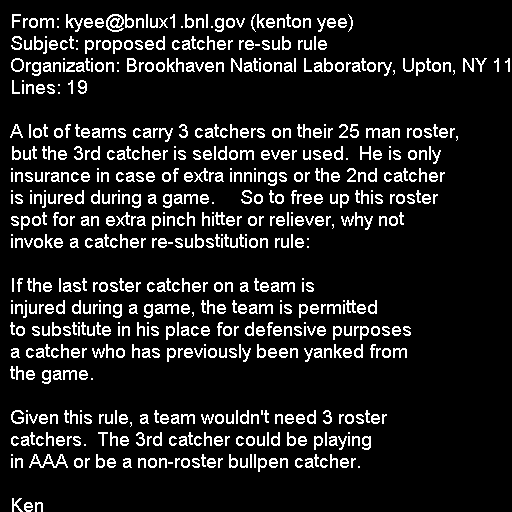 From: kyee@bnlux1.bnl.gov (kenton yee)
Subject: proposed catcher re-sub rule
Organization: Brookhaven National Laboratory, Upton, NY 11
Lines: 19

A lot of teams carry 3 catchers on their 25 man roster,
but the 3rd catcher is seldom ever used.  He is only
insurance in case of extra innings or the 2nd catcher
is injured during a game.     So to free up this roster
spot for an extra pinch hitter or reliever, why not
invoke a catcher re-substitution rule:

If the last roster catcher on a team is
injured during a game, the team is permitted
to substitute in his place for defensive purposes
a catcher who has previously been yanked from
the game.

Given this rule, a team wouldn't need 3 roster
catchers.  The 3rd catcher could be playing
in AAA or be a non-roster bullpen catcher.

Ken